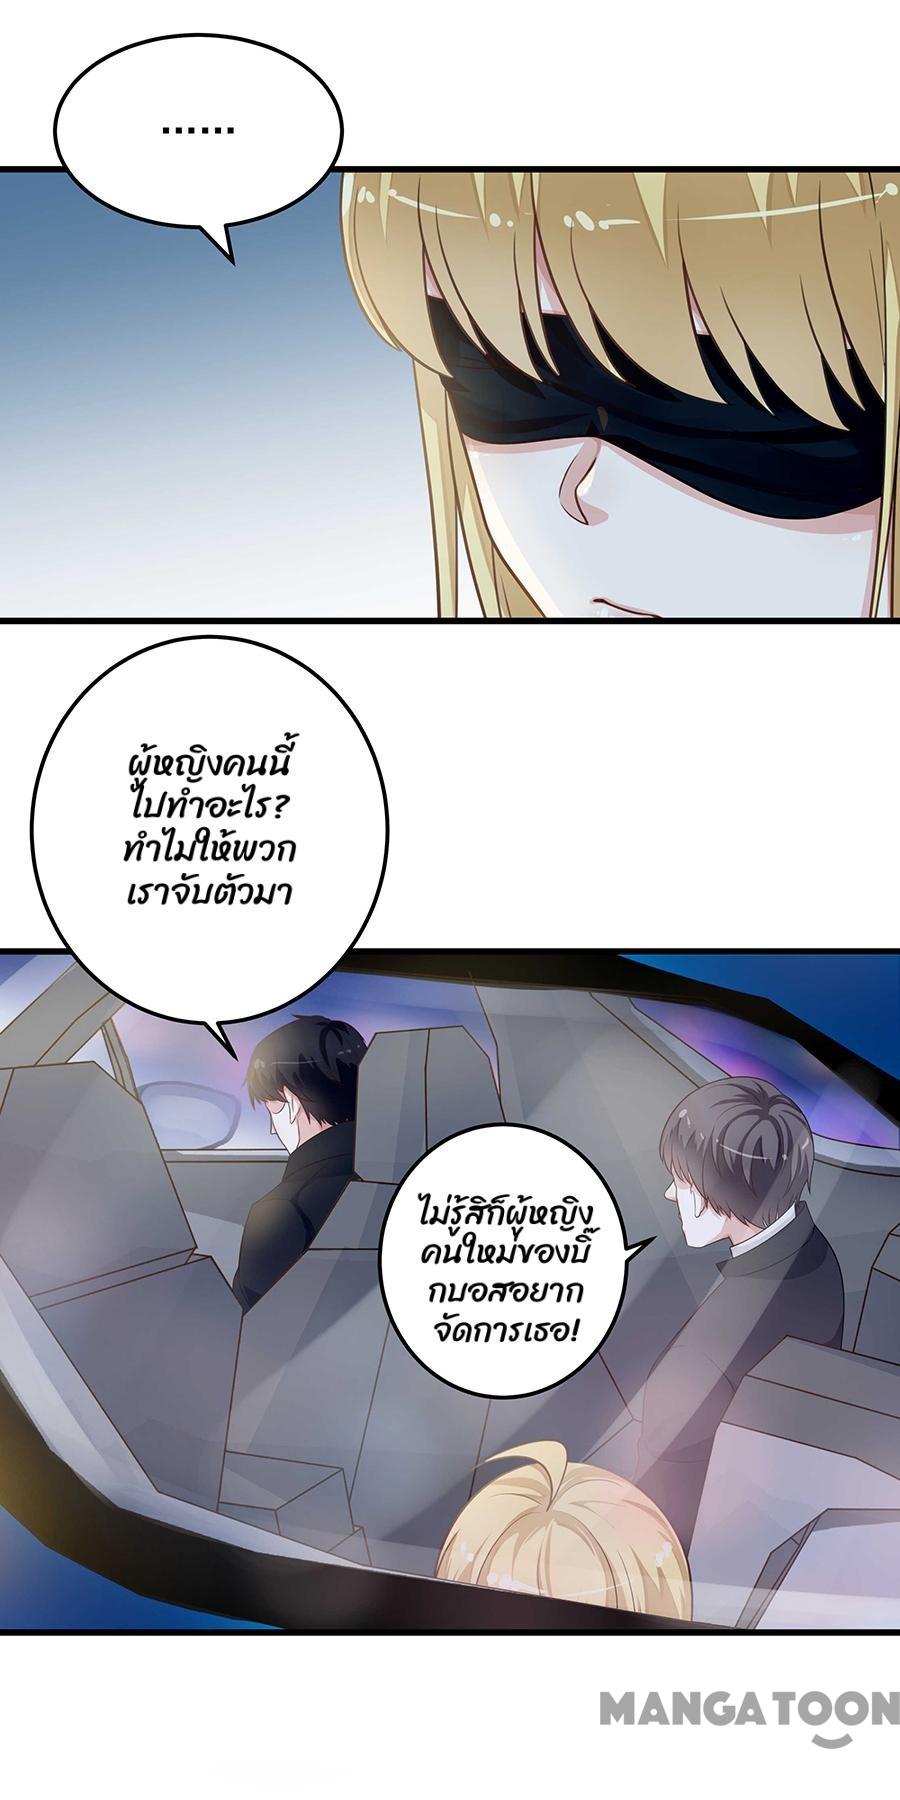 ......
ผู้หญิงคนนี้
ไปทำอะไร?
ทำไมให้พวก
เราจับตัวมา
ไม่รู้สิก็ผู้หญิง
คนใหม่ของบิ๊
กบอสอยาก
จัดการเธอ!
MANGATOON